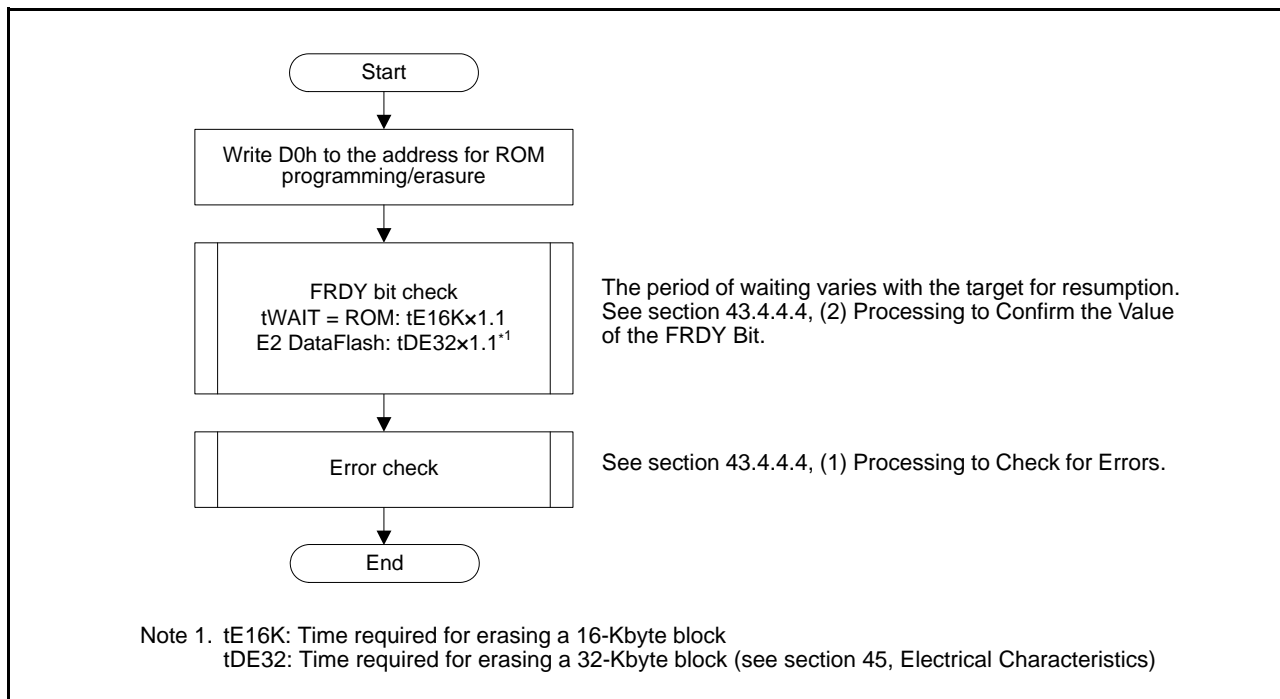 Start
Write D0h to the address for ROM
programming/erasure
FRDY bit check
tWAIT = ROM: tE16K×1.1
E2 DataFlash: tDE32×1.1*1
The period of waiting varies with the target for resumption.
See section 43.4.4.4, (2) Processing to Confirm the Value
of the FRDY Bit.
Error check
See section 43.4.4.4, (1) Processing to Check for Errors.
End
Note 1. tE16K: Time required for erasing a 16-Kbyte block
tDE32: Time required for erasing a 32-Kbyte block (see section 45, Electrical Characteristics)